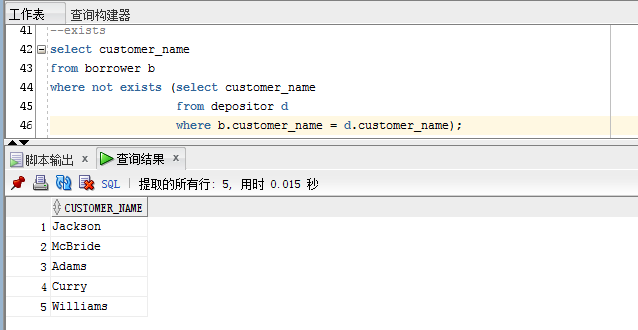 工作表 查询构建器
41 --exists
42 select customer_name
43 from borrower b
44 where not exists (select customer_name
45 from depositor d
46 where b.customer_name = d.customer_name);
脚本输出 x 查询结果 x
SQL | 提取的所有行: 5, 用时 0.015 秒
CUSTOMER_NAME
1 Jackson
2 McBride
3 Adams
4 Curry
5 Williams